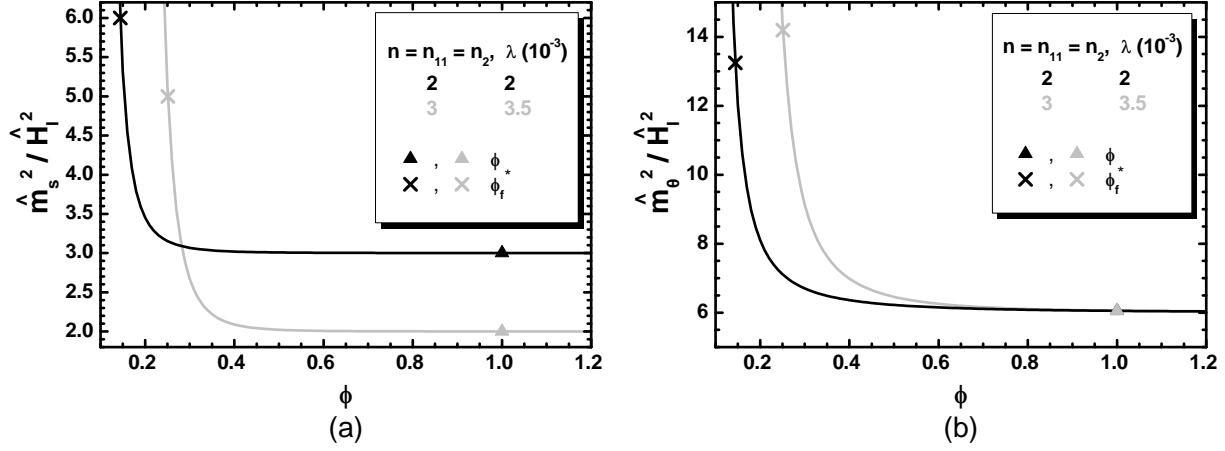 6.0
5.5
5.0
4.5
4.0
3.5
3.0
2.5
2.0
m̂ₛ² / Ĥᵢ²
n = n₁₁ = n₂, λ (10⁻³)
2 2
3 3.5
▲ , ▲ ϕ*
× , × ϕf
0.2 0.4 0.6 0.8 1.0 1.2
ϕ
(a)
14
12
10
8
6
m̂θ² / Ĥᵢ²
n = n₁₁ = n₂, λ (10⁻³)
2 2
3 3.5
▲ , ▲ ϕ*
× , × ϕf
0.2 0.4 0.6 0.8 1.0 1.2
ϕ
(b)